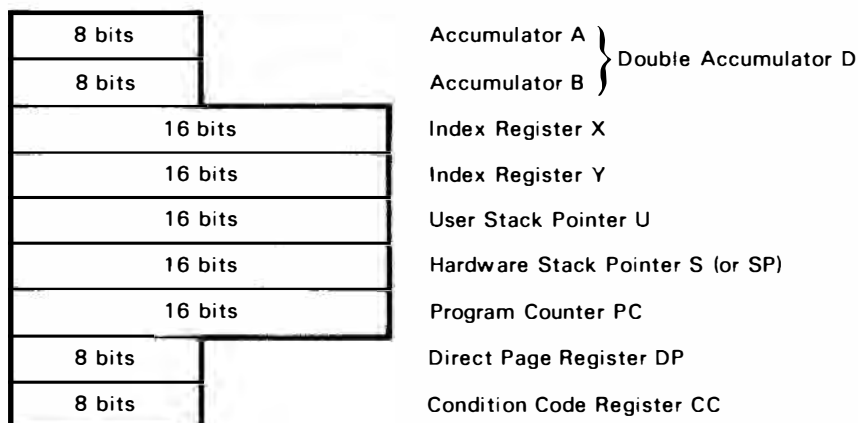 8 bits Accumulator A
Double Accumulator D
8 bits Accumulator B
16 bits Index Register X
16 bits Index Register Y
16 bits User Stack Pointer U
16 bits Hardware Stack Pointer S (or SP)
16 bits Program Counter PC
8 bits Direct Page Register DP
8 bits Condition Code Register CC